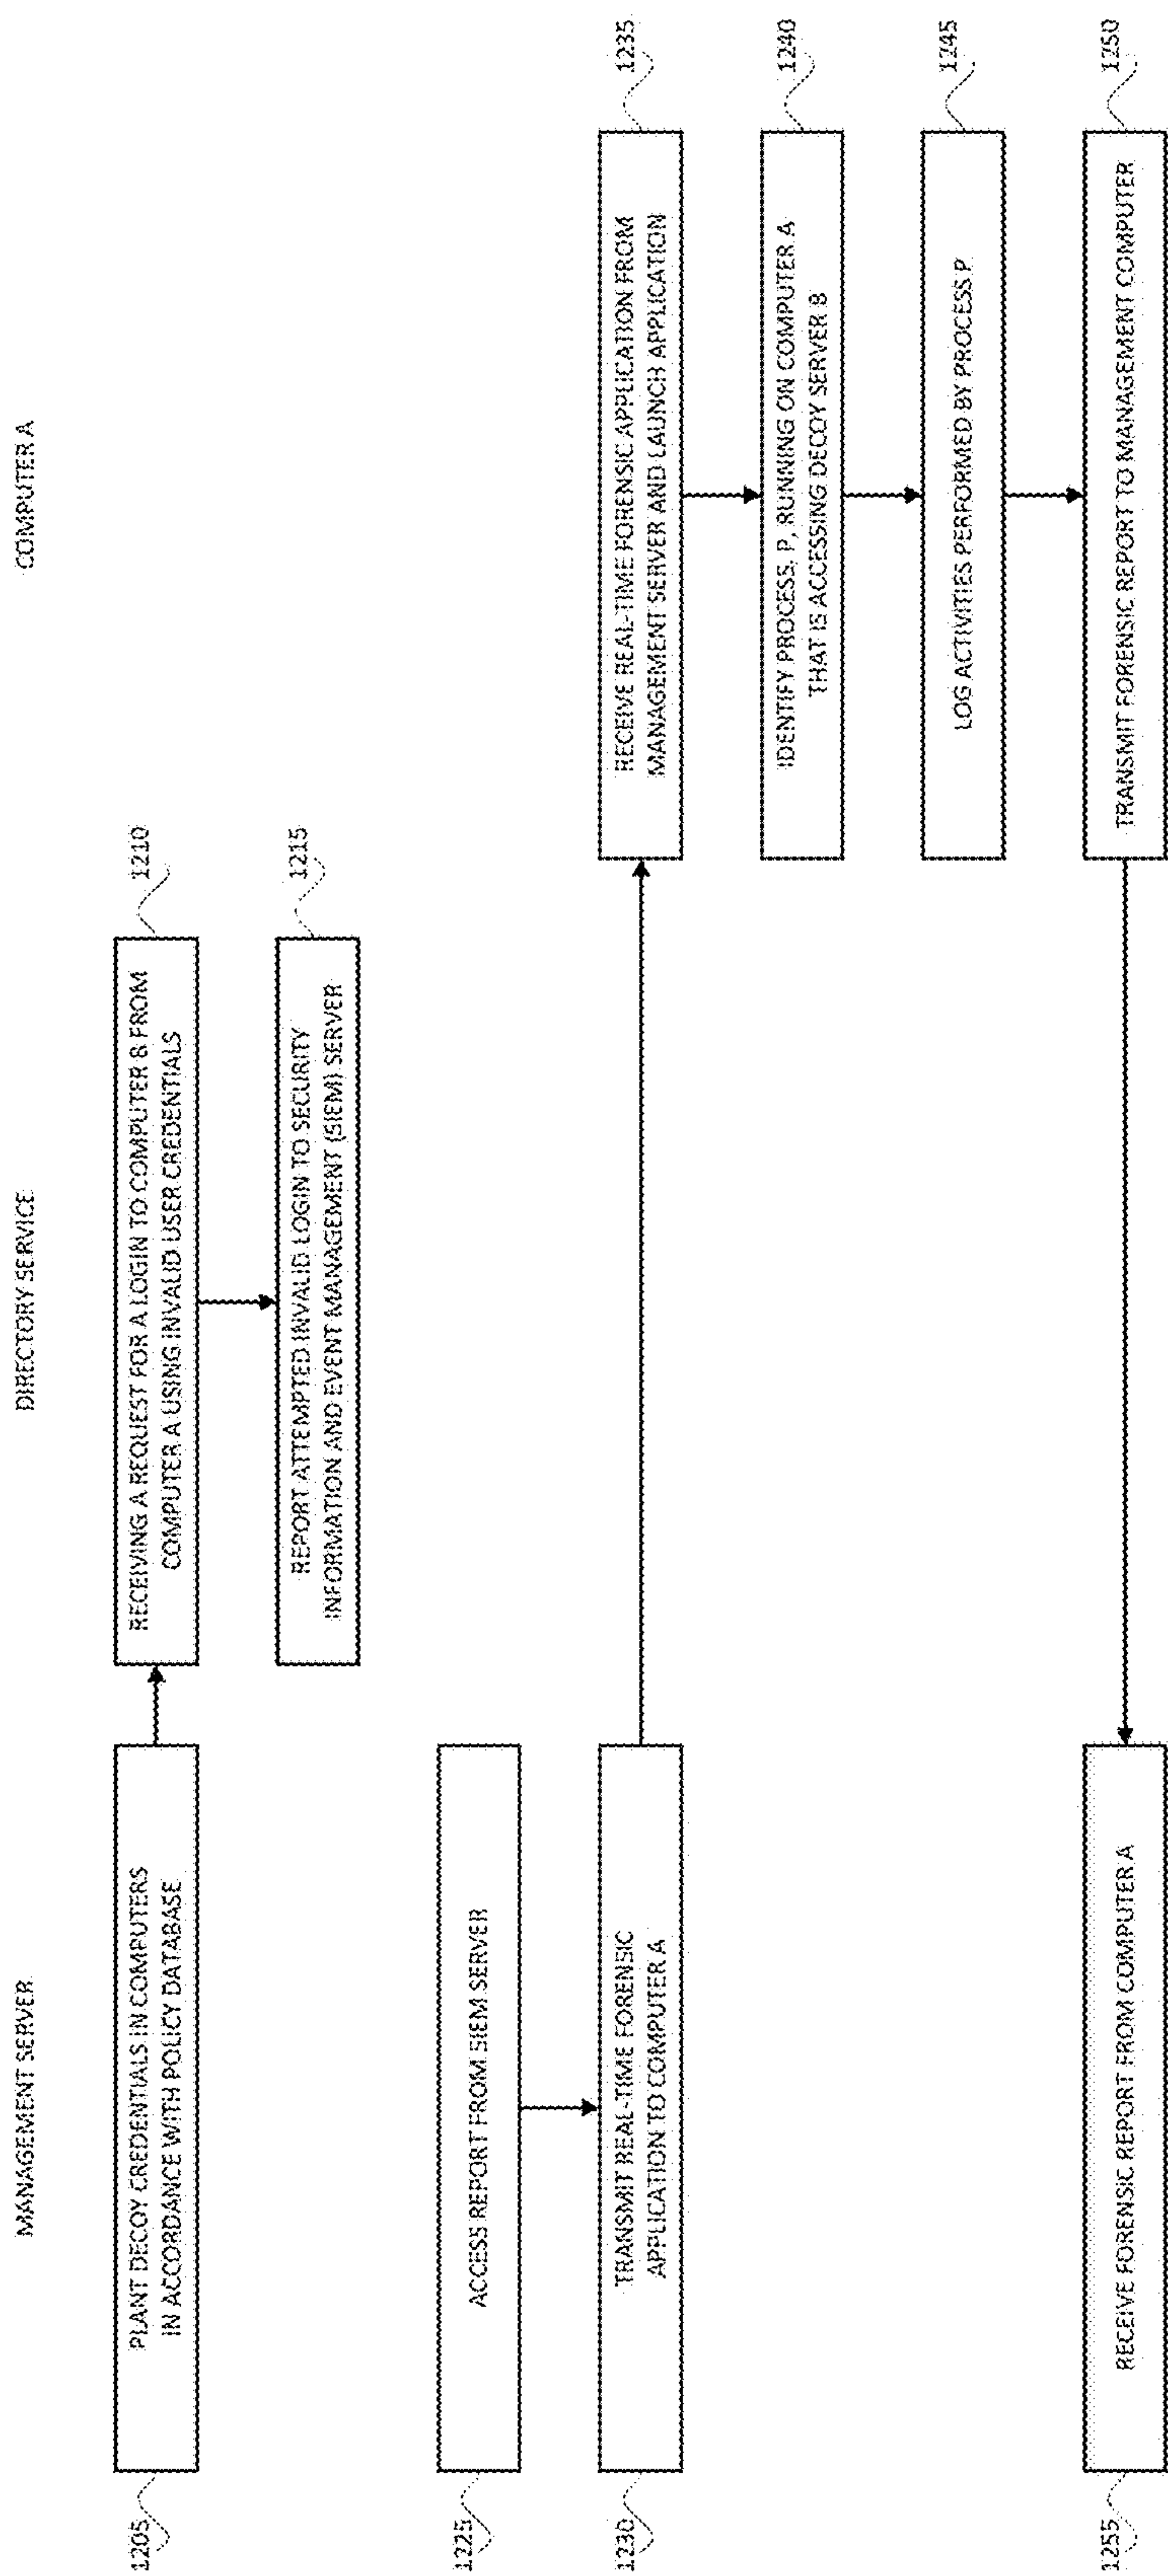 MANAGEMENT SERVER
DIRECTORY SERVICE
COMPUTER A
1205
PLANT DECOY CREDENTIALS IN COMPUTERS
IN ACCORDANCE WITH POLICY DATABASE
RECEIVING A REQUEST FOR A LOGIN TO COMPUTER B FROM
COMPUTER A USING INVALID USER CREDENTIALS
1210
REPORT ATTEMPTED INVALID LOGIN TO SECURITY
INFORMATION AND EVENT MANAGEMENT (SIEM) SERVER
1215
1225
ACCESS REPORT FROM SIEM SERVER
1230
TRANSMIT REAL-TIME FORENSIC
APPLICATION TO COMPUTER A
RECEIVE REAL-TIME FORENSIC APPLICATION FROM
MANAGEMENT SERVER AND LAUNCH APPLICATION
1235
IDENTIFY PROCESS, P, RUNNING ON COMPUTER A
THAT IS ACCESSING DECOY SERVER B
1240
LOG ACTIVITIES PERFORMED BY PROCESS P
1245
TRANSMIT FORENSIC REPORT TO MANAGEMENT COMPUTER
1250
1255
RECEIVE FORENSIC REPORT FROM COMPUTER A